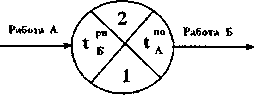 2
Работа А
t рн Б
t по А
Работа Б
1